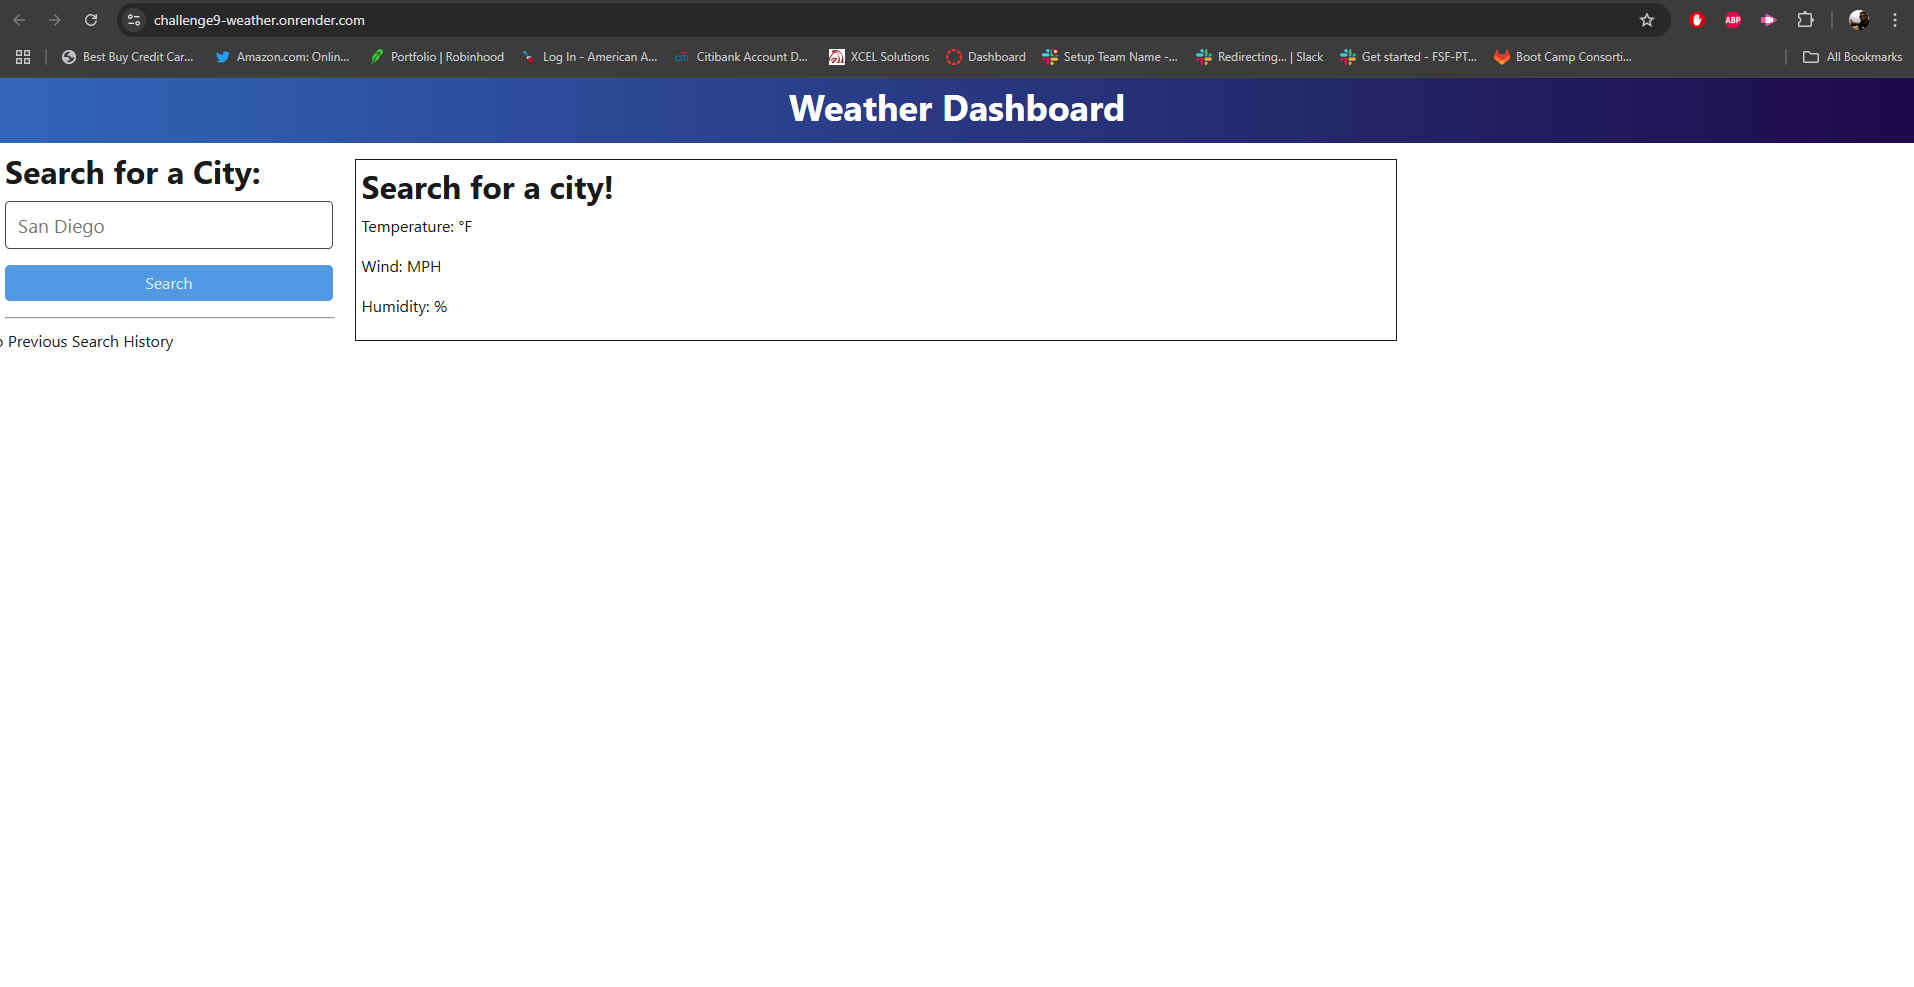 challenge9-weather.onrender.com
ABP
Best Buy Credit Car... Amazon.com: Onlin... Portfolio | Robinhood Log In - American A... citi Citibank Account D... XCEL Solutions Dashboard Setup Team Name -... Redirecting... | Slack Get started - FSF-PT... Boot Camp Consorti... All Bookmarks
Weather Dashboard
Search for a City:
San Diego
Search
Previous Search History
Search for a city!
Temperature: °F
Wind: MPH
Humidity: %